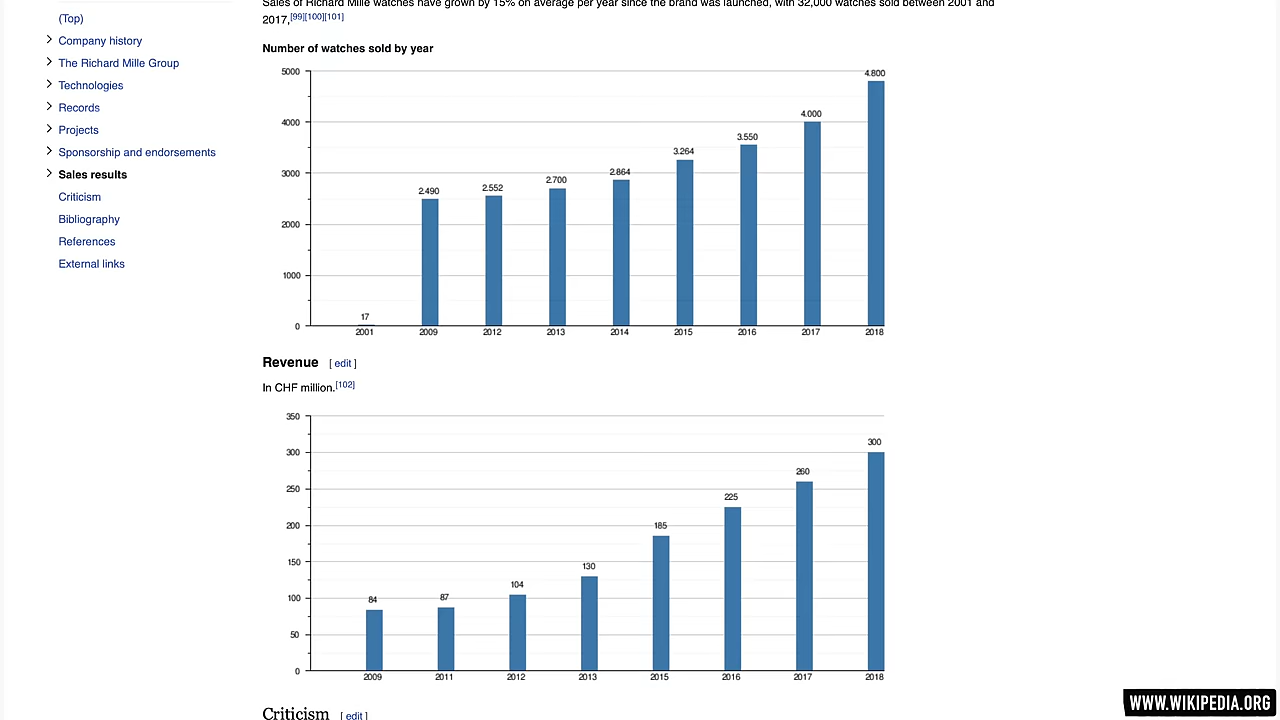 Sales of Richard Mille watches have grown by 15% on average per year since the brand was launched, with 32,000 watches sold between 2001 and
2017,[99][100][101]
(Top)
Company history
The Richard Mille Group
Technologies
Records
Projects
Sponsorship and endorsements
Sales results
Criticism
Bibliography
References
External links
Number of watches sold by year
5000
4000
3000
2000
1000
0
17
2.490
2.552
2.700
2.864
3.264
3.550
4.000
4.800
2001 2009 2012 2013 2014 2015 2016 2017 2018
Revenue [ edit ]
In CHF million.[102]
350
300
250
200
150
100
50
0
84
87
104
130
185
225
260
300
2009 2011 2012 2013 2015 2016 2017 2018
Criticism [ edit ]
WWW.WIKIPEDIA.ORG